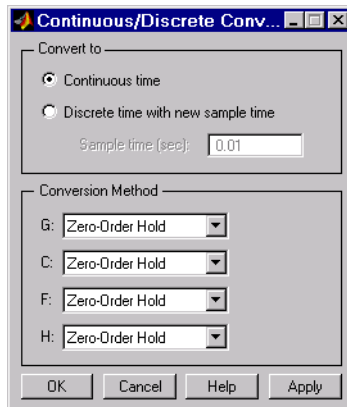 Continuous/Discrete Conv...
Convert to
Continuous time
Discrete time with new sample time
Sample time (sec): 0.01
Conversion Method
G: Zero-Order Hold
C: Zero-Order Hold
F: Zero-Order Hold
H: Zero-Order Hold
OK Cancel Help Apply